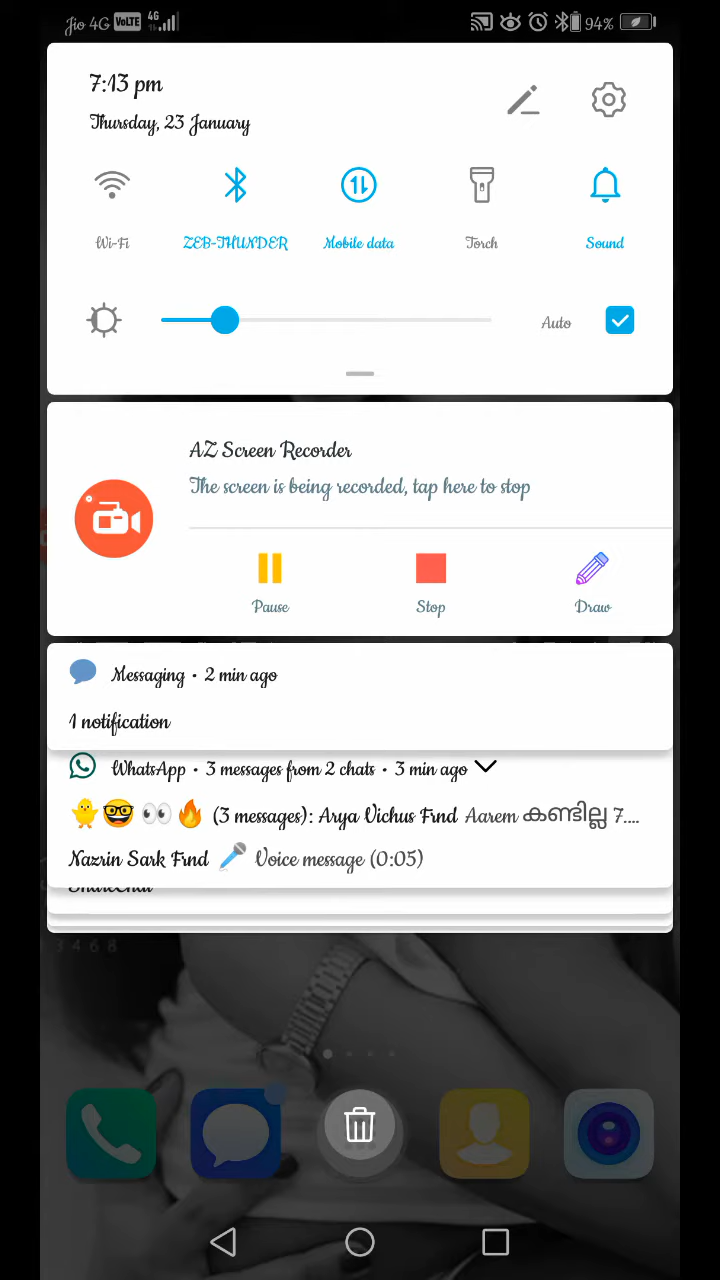 Jio 4G VoLTE 4G 94%
7:13 pm
Thursday, 23 January
Wi-Fi ZEB-THUNDER Mobile data Torch Sound
Auto
AZ Screen Recorder
The screen is being recorded, tap here to stop
Pause Stop Draw
Messaging • 2 min ago
1 notification
WhatsApp • 3 messages from 2 chats • 3 min ago
🐥🤓👀🔥 (3 messages): Arya Vichus Frnd Aarem കണ്ടില്ല 7....
Nazrin Sark Frnd 🎤 Voice message (0:05)
ShareChat
3468